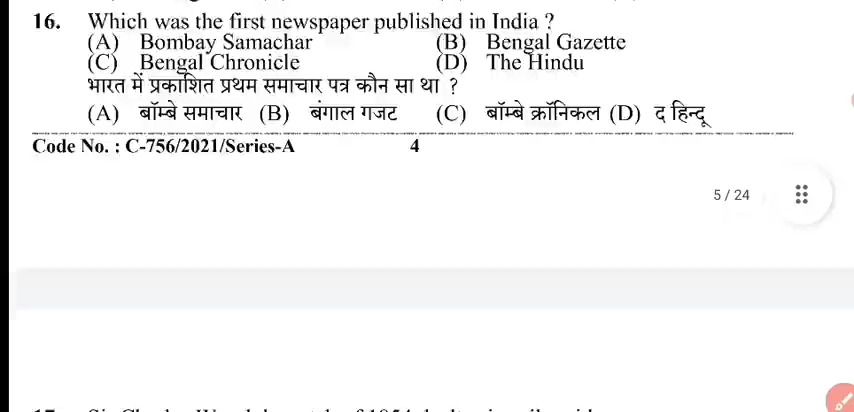 16. Which was the first newspaper published in India ?
(A) Bombay Samachar (B) Bengal Gazette
(C) Bengal Chronicle (D) The Hindu
भारत में प्रकाशित प्रथम समाचार पत्र कौन सा था ?
(A) बॉम्बे समाचार (B) बंगाल गजट (C) बॉम्बे क्रॉनिकल (D) द हिन्दू
Code No. : C-756/2021/Series-A 4
5 / 24